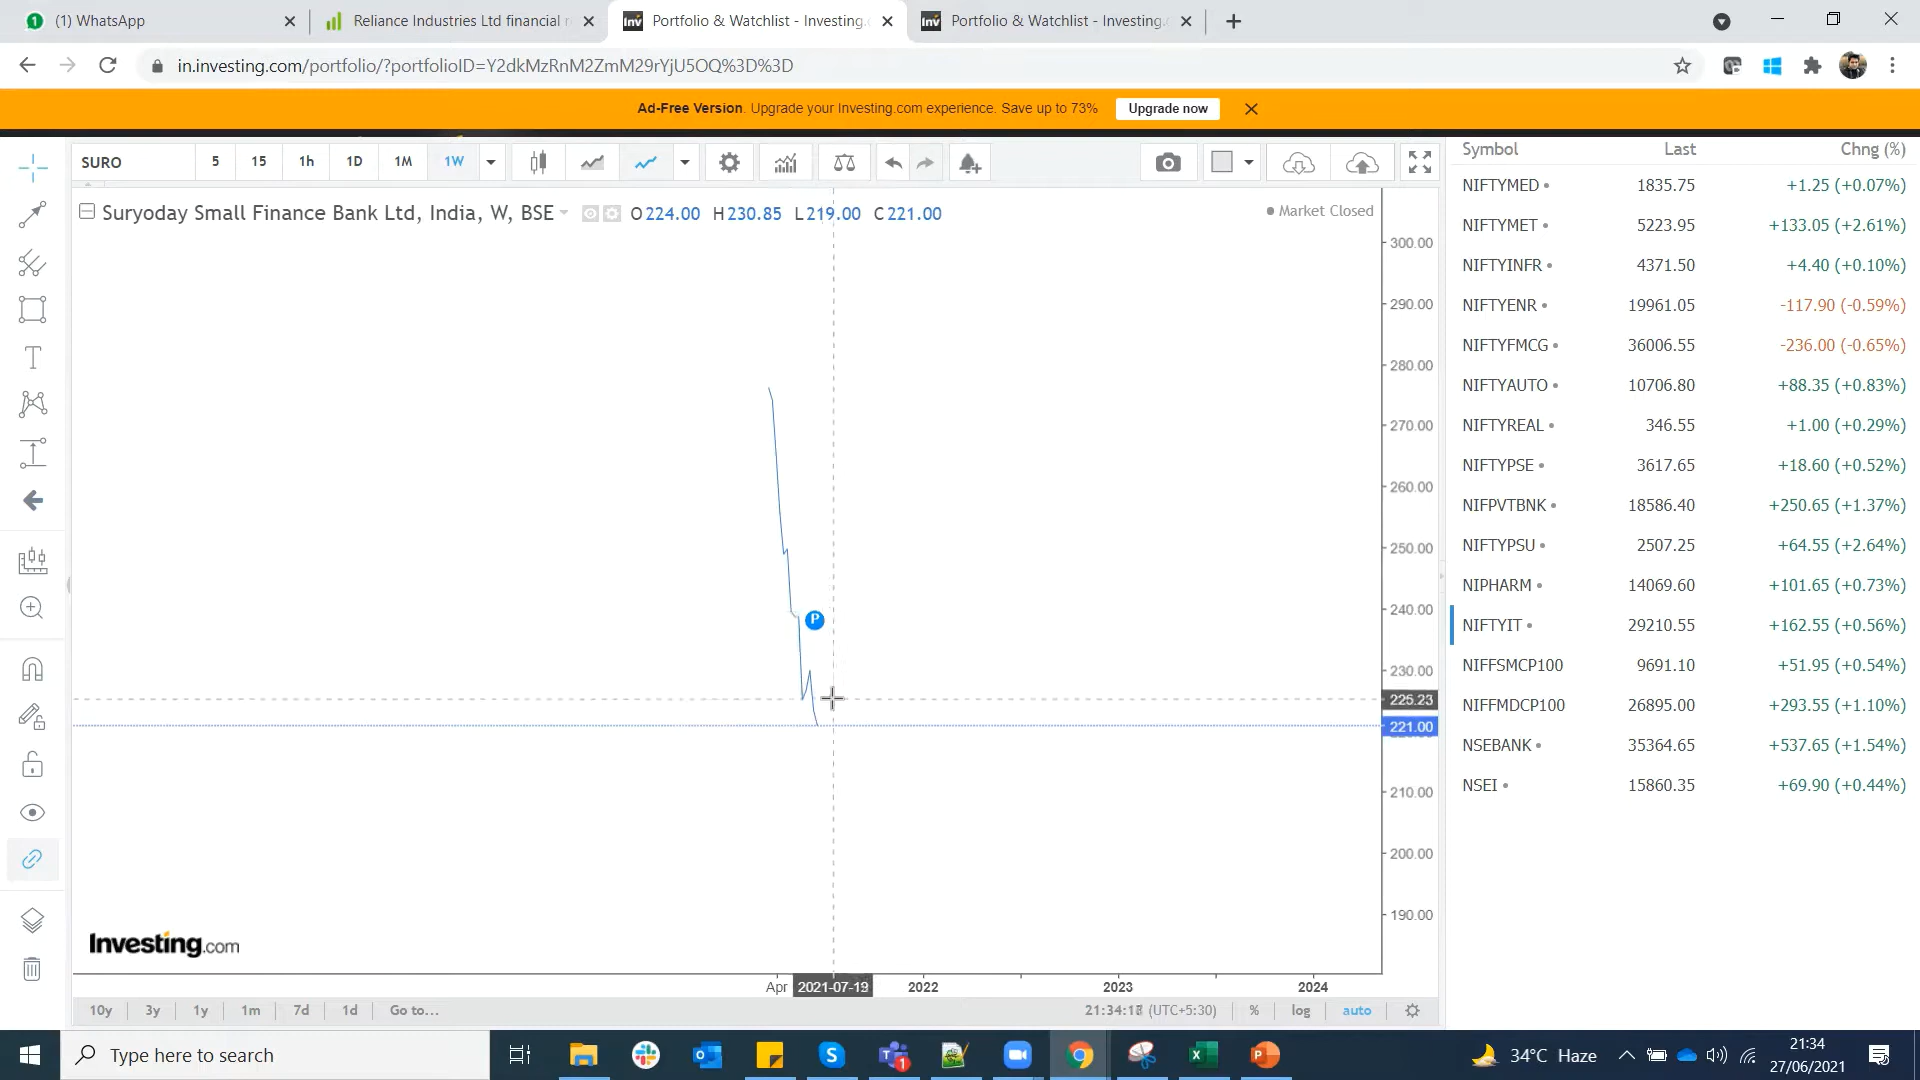 (1) WhatsApp
Reliance Industries Ltd financial r
Portfolio & Watchlist - Investing.c
Portfolio & Watchlist - Investing.c
in.investing.com/portfolio/?portfolioID=Y2dkMzRnM2ZmM29rYjU5OQ%3D%3D
Ad-Free Version. Upgrade your Investing.com experience. Save up to 73% Upgrade now
SURO 5 15 1h 1D 1M 1W
Suryoday Small Finance Bank Ltd, India, W, BSE O 224.00 H 230.85 L 219.00 C 221.00
Market Closed
300.00
290.00
280.00
270.00
260.00
250.00
240.00
230.00
225.23
221.00
210.00
200.00
190.00
P
Investing.com
Apr 2021-07-19 2022 2023 2024
10y 3y 1y 1m 7d 1d Go to... (UTC+5:30) % log auto
Symbol Last Chng (%)
NIFTYMED 1835.75 +1.25 (+0.07%)
NIFTYMET 5223.95 +133.05 (+2.61%)
NIFTYINFR 4371.50 +4.40 (+0.10%)
NIFTYENR 19961.05 -117.90 (-0.59%)
NIFTYFMCG 36006.55 -236.00 (-0.65%)
NIFTYAUTO 10706.80 +88.35 (+0.83%)
NIFTYREAL 346.55 +1.00 (+0.29%)
NIFTYPSE 3617.65 +18.60 (+0.52%)
NIFPVTBNK 18586.40 +250.65 (+1.37%)
NIFTYPSU 2507.25 +64.55 (+2.64%)
NIPHARM 14069.60 +101.65 (+0.73%)
NIFTYIT 29210.55 +162.55 (+0.56%)
NIFFSMCP100 9691.10 +51.95 (+0.54%)
NIFFMDCP100 26895.00 +293.55 (+1.10%)
NSEBANK 35364.65 +537.65 (+1.54%)
NSEI 15860.35 +69.90 (+0.44%)
Type here to search
34°C Haze
21:34
27/06/2021